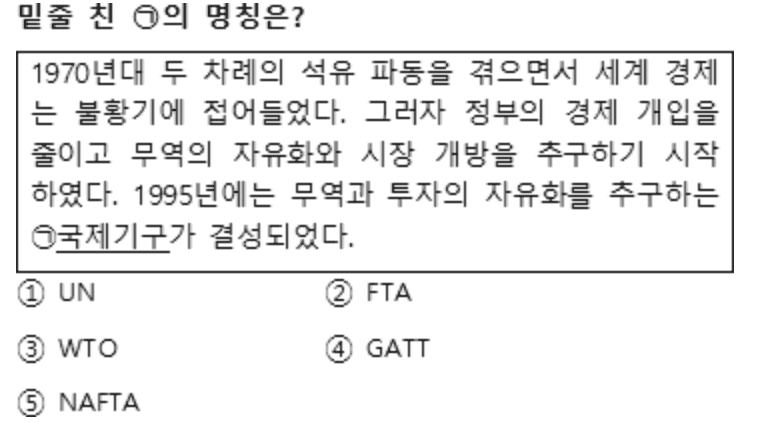 밑줄 친 ㉠의 명칭은?
1970년대 두 차례의 석유 파동을 겪으면서 세계 경제
는 불황기에 접어들었다. 그러자 정부의 경제 개입을
줄이고 무역의 자유화와 시장 개방을 추구하기 시작
하였다. 1995년에는 무역과 투자의 자유화를 추구하는
㉠국제기구가 결성되었다.
① UN ② FTA
③ WTO ④ GATT
⑤ NAFTA